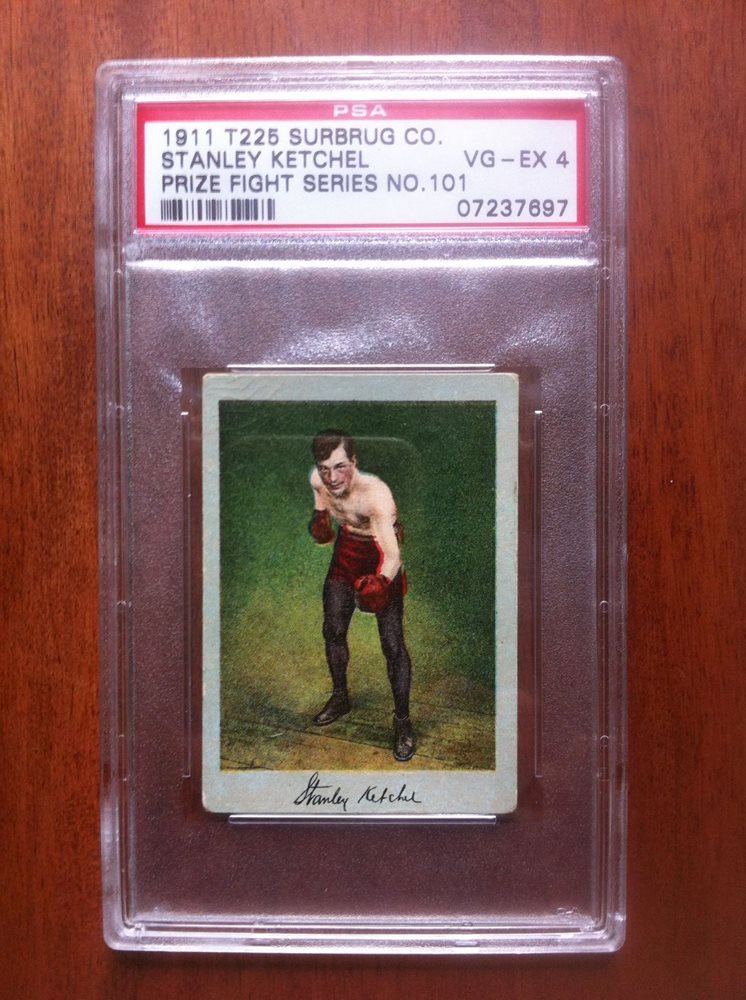 PSA
1911 T225 SURBRUG CO.
STANLEY KETCHEL VG-EX 4
PRIZE FIGHT SERIES NO.101
07237697
Stanley Ketchel